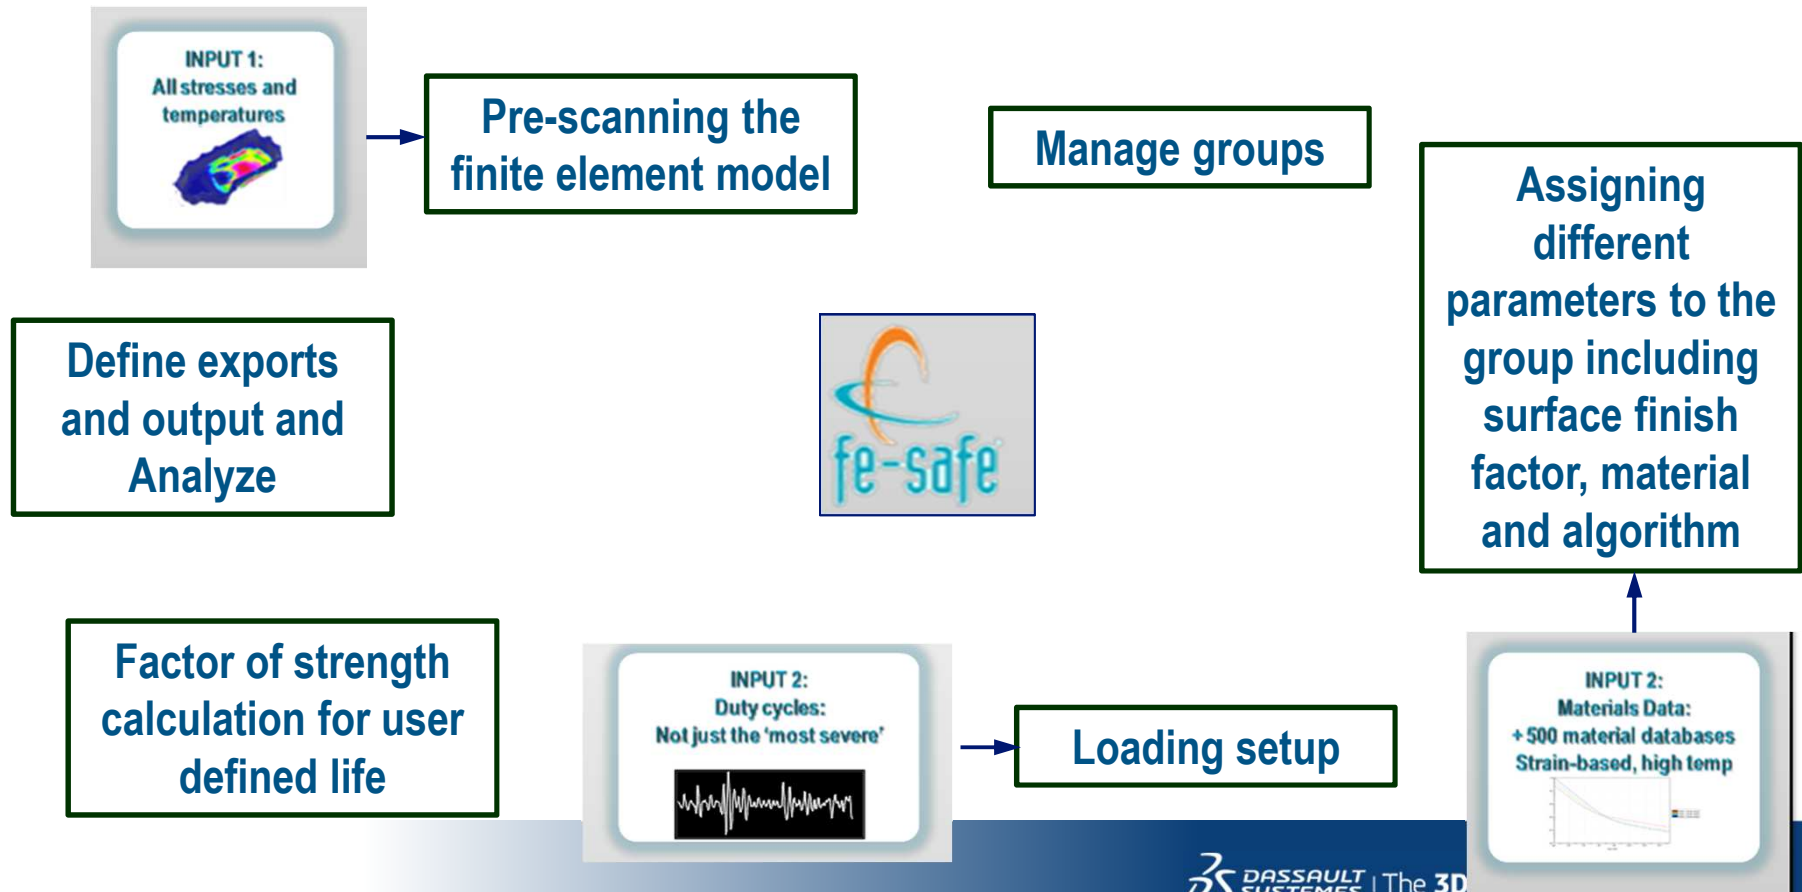 INPUT 1:
All stresses and
temperatures
Pre-scanning the
finite element model
Manage groups
Assigning
different
parameters to the
group including
surface finish
factor, material
and algorithm
Define exports
and output and
Analyze
fe-safe
Factor of strength
calculation for user
defined life
INPUT 2:
Duty cycles:
Not just the ‘most severe’
Loading setup
INPUT 2:
Materials Data:
+ 500 material databases
Strain-based, high temp
DASSAULT
SYSTEMES | The 3D